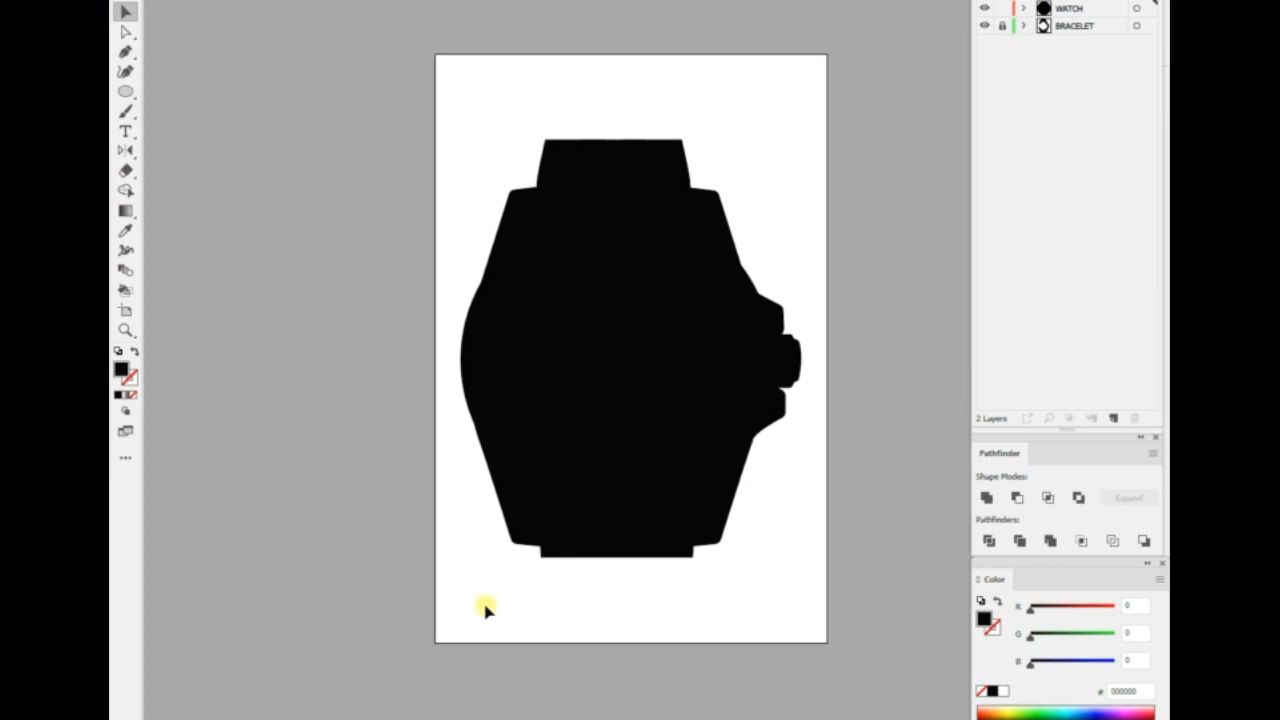 WATCH
BRACELET
T
2 Layers
Pathfinder
Shape Modes:
Expand
Pathfinders:
Color
R 0
G 0
B 0
# 000000